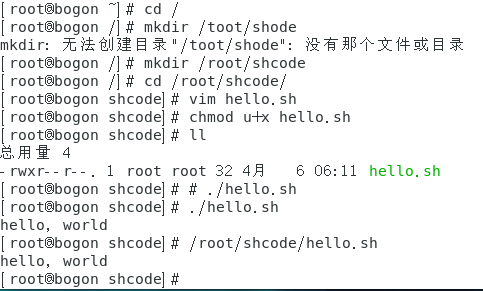 [root@bogon ~]# cd /
[root@bogon /]# mkdir /toot/shode
mkdir: 无法创建目录"/toot/shode": 没有那个文件或目录
[root@bogon /]# mkdir /root/shcode
[root@bogon /]# cd /root/shcode/
[root@bogon shcode]# vim hello.sh
[root@bogon shcode]# chmod u+x hello.sh
[root@bogon shcode]# ll
总用量 4
-rwxr--r--. 1 root root 32 4月   6 06:11 hello.sh
[root@bogon shcode]# # ./hello.sh
[root@bogon shcode]# ./hello.sh
hello, world
[root@bogon shcode]# /root/shcode/hello.sh
hello, world
[root@bogon shcode]#